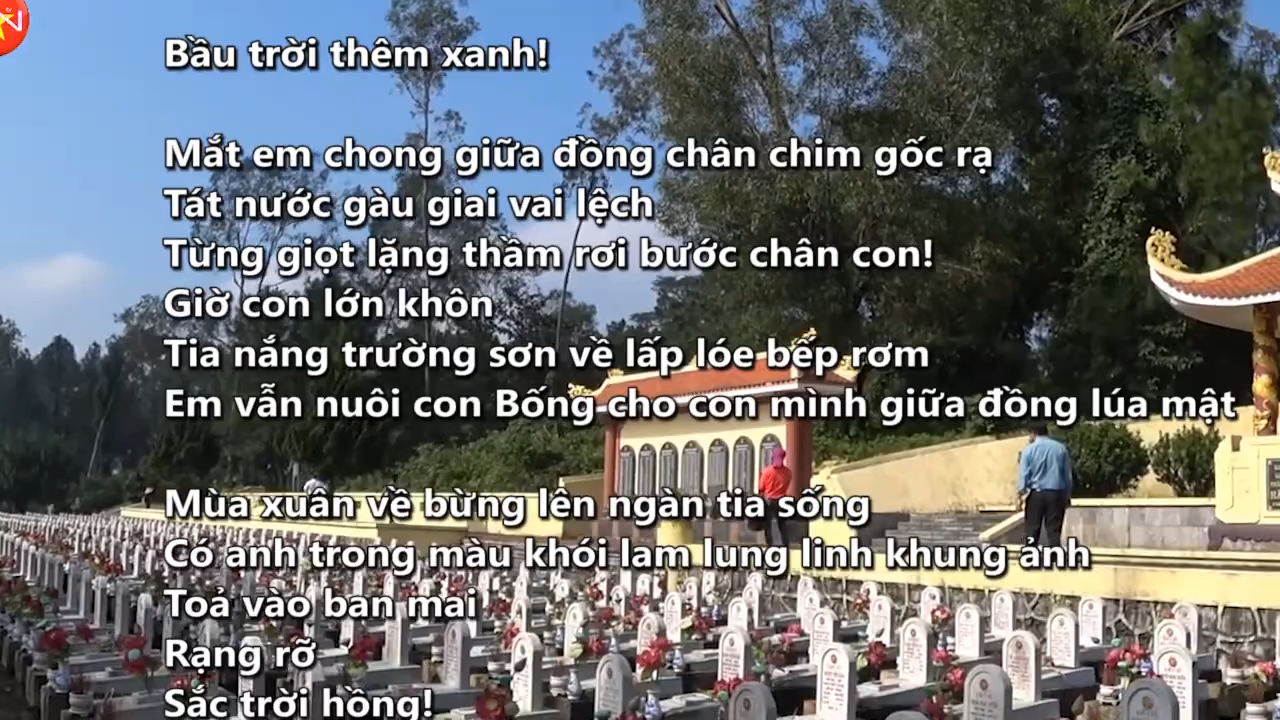 Bầu trời thêm xanh!
Mắt em chong giữa đồng chân chim gốc rạ
Tát nước gàu giai vai lệch
Từng giọt lặng thầm rơi bước chân con!
Giờ con lớn khôn
Tia nắng trường sơn về lấp lóe bếp rơm
Em vẫn nuôi con Bống cho con mình giữa đồng lúa mật
Mùa xuân về bừng lên ngàn tia sống
Có anh trong màu khói lam lung linh khung ảnh
Toả vào ban mai
Rạng rỡ
Sắc trời hồng!